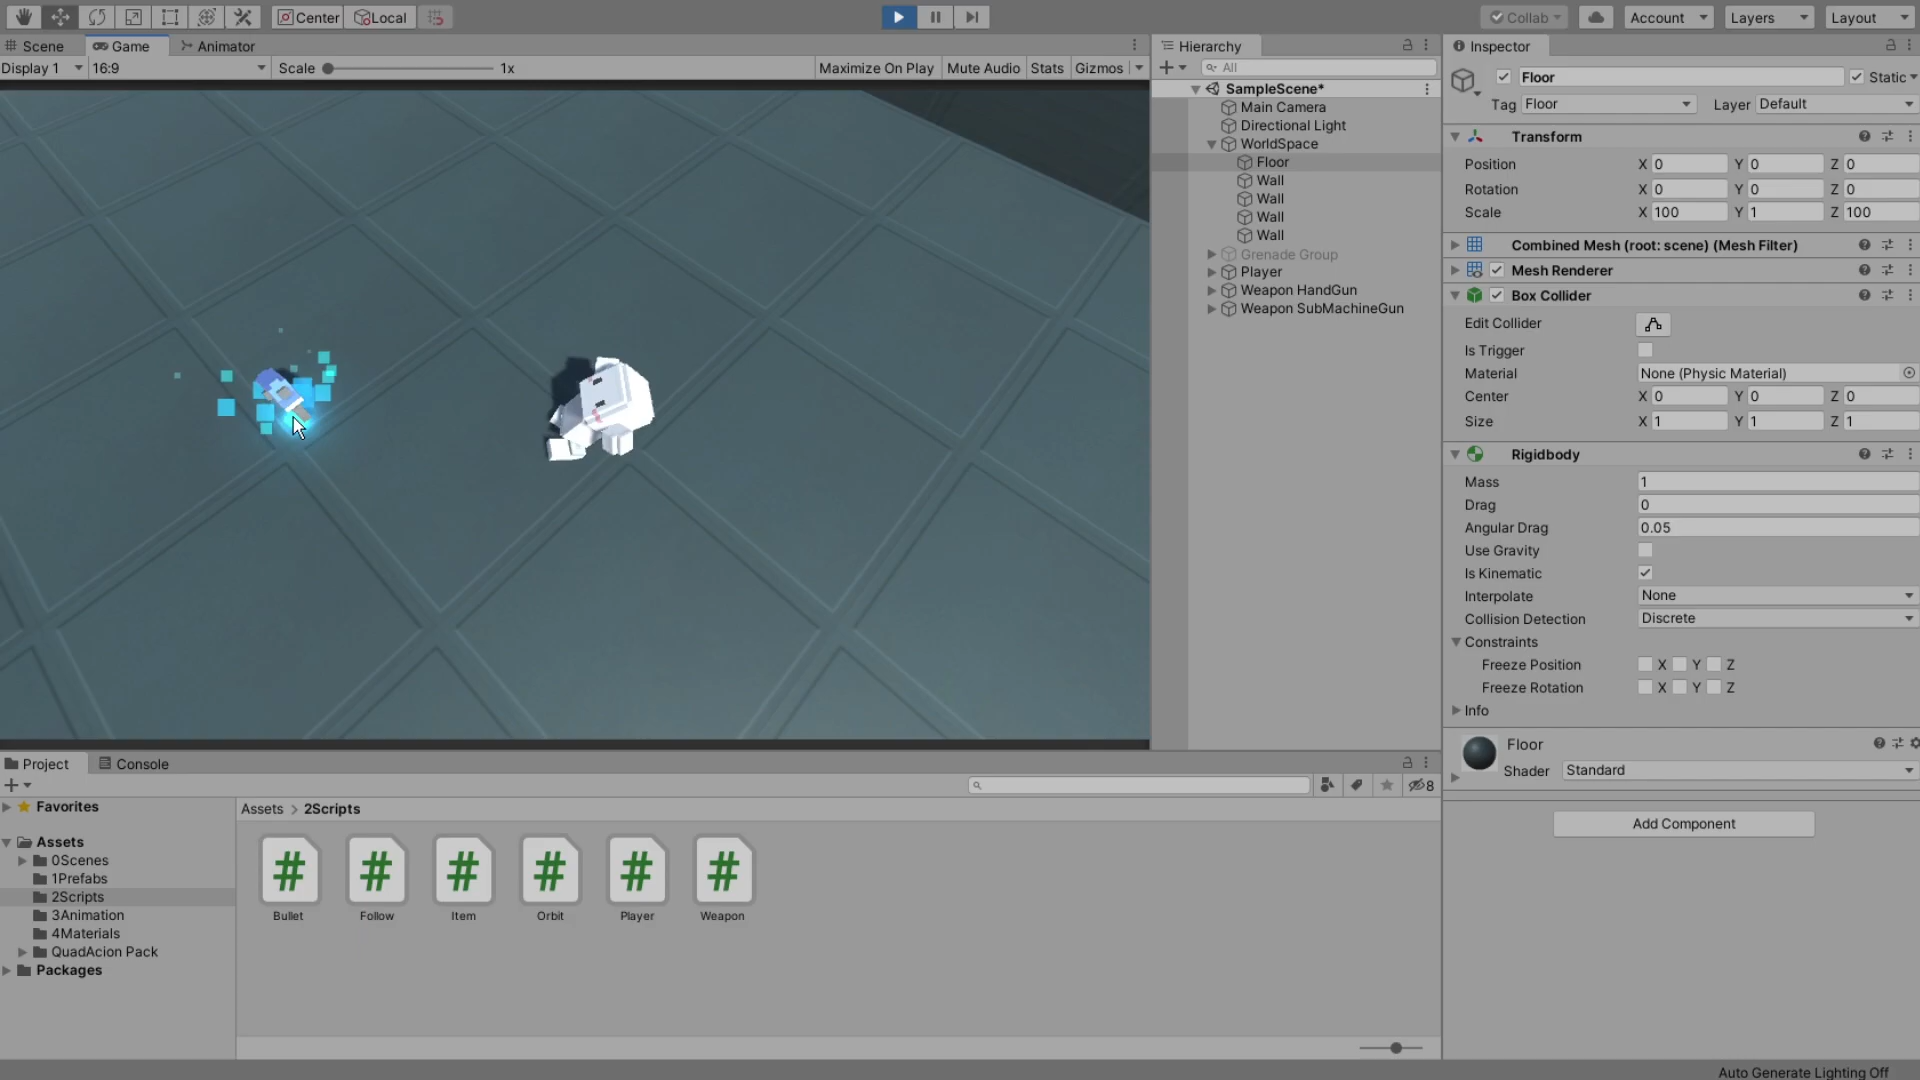 Center
Local
Collab
Account
Layers
Layout
Scene
Game
Animator
Display 1
16:9
Scale
1x
Maximize On Play
Mute Audio
Stats
Gizmos
Hierarchy
All
SampleScene*
Main Camera
Directional Light
WorldSpace
Floor
Wall
Wall
Wall
Wall
Grenade Group
Player
Weapon HandGun
Weapon SubMachineGun
Inspector
Floor
Static
Tag Floor
Layer Default
Transform
Position X 0 Y 0 Z 0
Rotation X 0 Y 0 Z 0
Scale X 100 Y 1 Z 100
Combined Mesh (root: scene) (Mesh Filter)
Mesh Renderer
Box Collider
Edit Collider
Is Trigger
Material None (Physic Material)
Center X 0 Y 0 Z 0
Size X 1 Y 1 Z 1
Rigidbody
Mass 1
Drag 0
Angular Drag 0.05
Use Gravity
Is Kinematic
Interpolate None
Collision Detection Discrete
Constraints
Freeze Position X Y Z
Freeze Rotation X Y Z
Info
Floor
Shader Standard
Add Component
Project
Console
8
Favorites
Assets
0Scenes
1Prefabs
2Scripts
3Animation
4Materials
QuadAcion Pack
Packages
Assets > 2Scripts
# # # # # #
Bullet Follow Item Orbit Player Weapon
Auto Generate Lighting Off